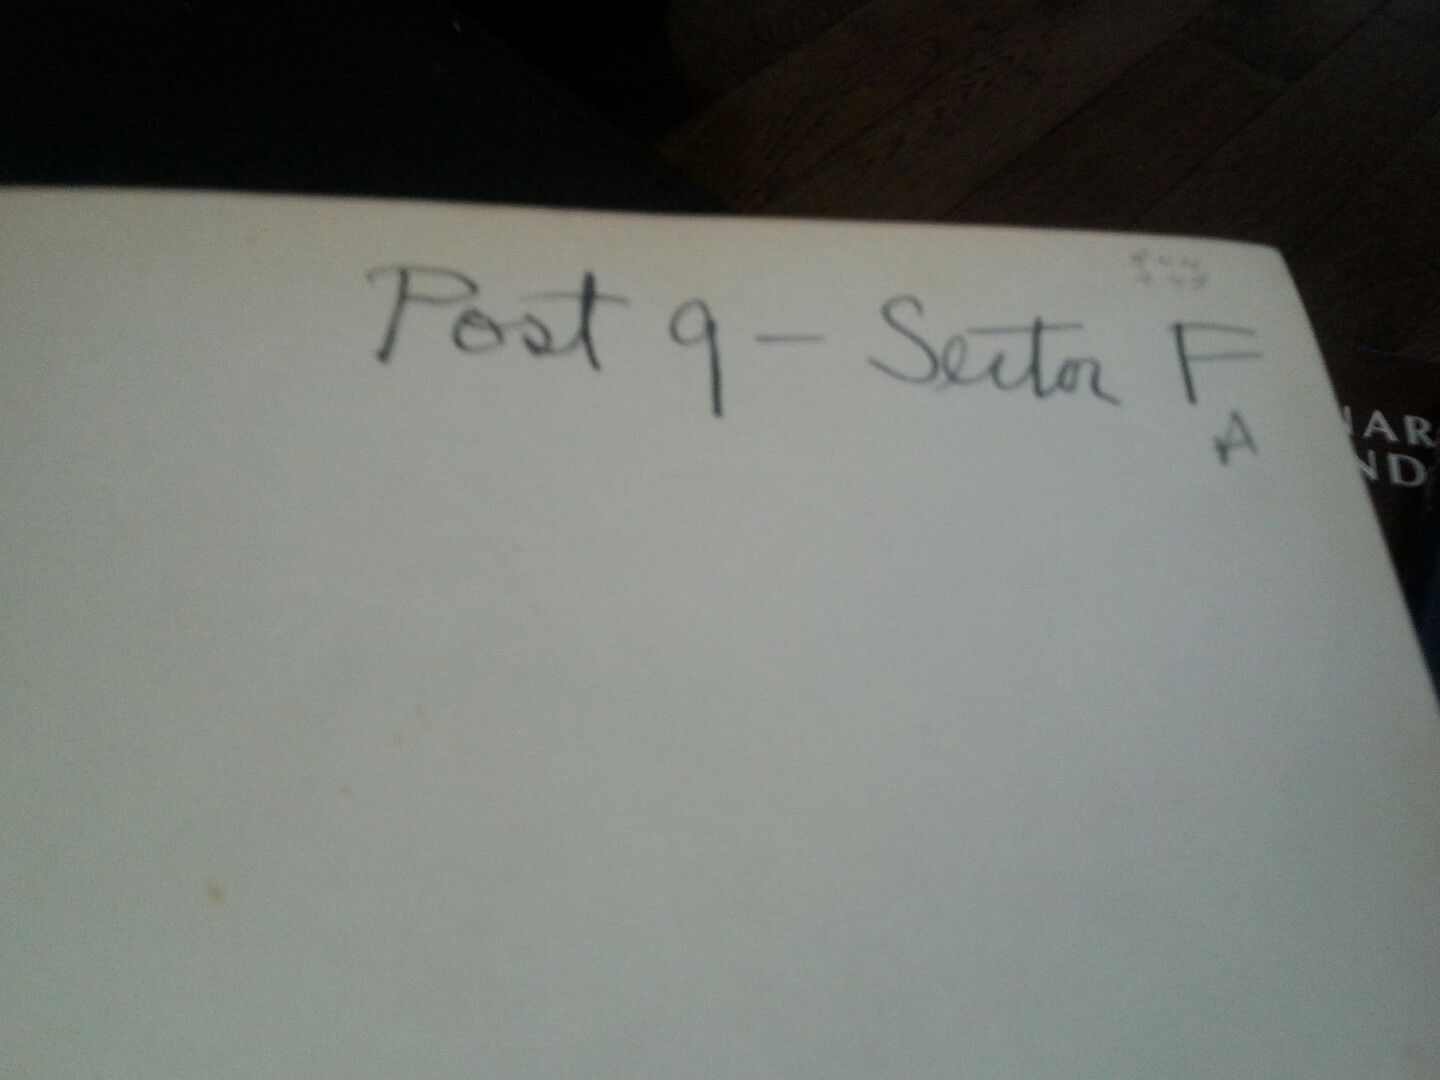 Post 9 - Sector F
A